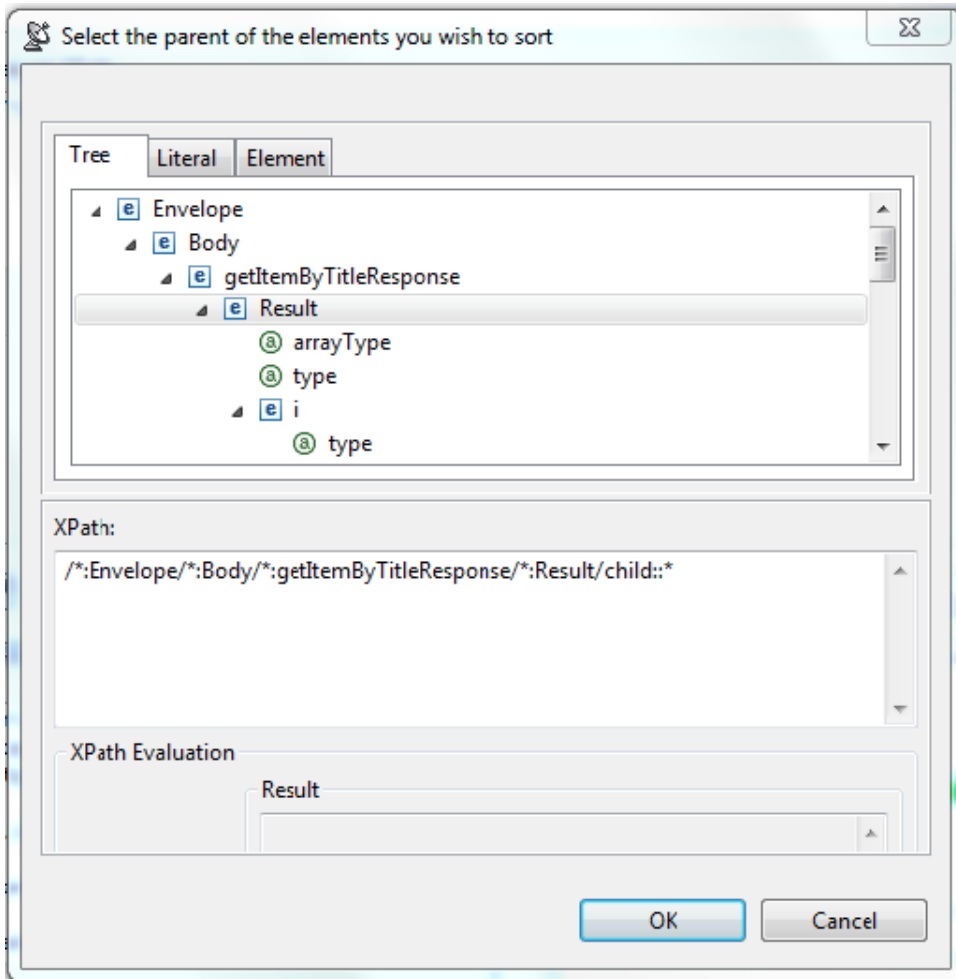 Select the parent of the elements you wish to sort
Tree Literal Element
e Envelope
e Body
e getItemByTitleResponse
e Result
a arrayType
a type
e i
a type
XPath:
/*:Envelope/*:Body/*:getItemByTitleResponse/*:Result/child::*
XPath Evaluation
Result
OK Cancel